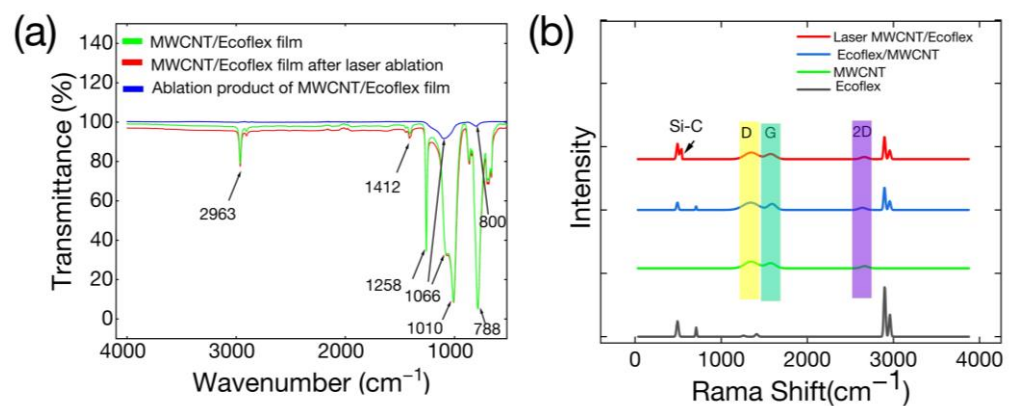 (a)
140
120
100
80
60
40
20
0
Transmittance (%)
MWCNT/Ecoflex film
MWCNT/Ecoflex film after laser ablation
Ablation product of MWCNT/Ecoflex film
2963
1412
800
1258
1066
1010
788
4000 3000 2000 1000
Wavenumber (cm⁻¹)
(b)
Intensity
Laser MWCNT/Ecoflex
Ecoflex/MWCNT
MWCNT
Ecoflex
Si-C
D G 2D
0 1000 2000 3000 4000
Rama Shift(cm⁻¹)